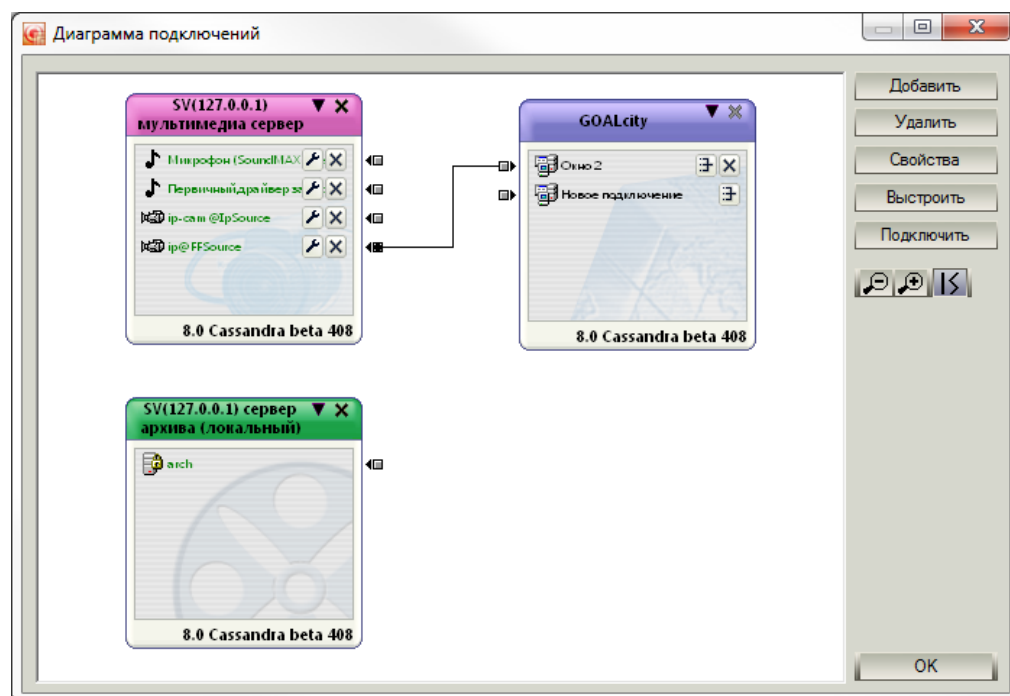 Диаграмма подключений
SV(127.0.0.1)
мультимедиа сервер
Микрофон (SoundMAX
Первичный драйвер зв
ip-cam @IpSource
ip@FFSource
8.0 Cassandra beta 408
GOALcity
Окно 2
Новое подключение
8.0 Cassandra beta 408
SV(127.0.0.1) сервер
архива (локальный)
arch
8.0 Cassandra beta 408
Добавить
Удалить
Свойства
Выстроить
Подключить
OK